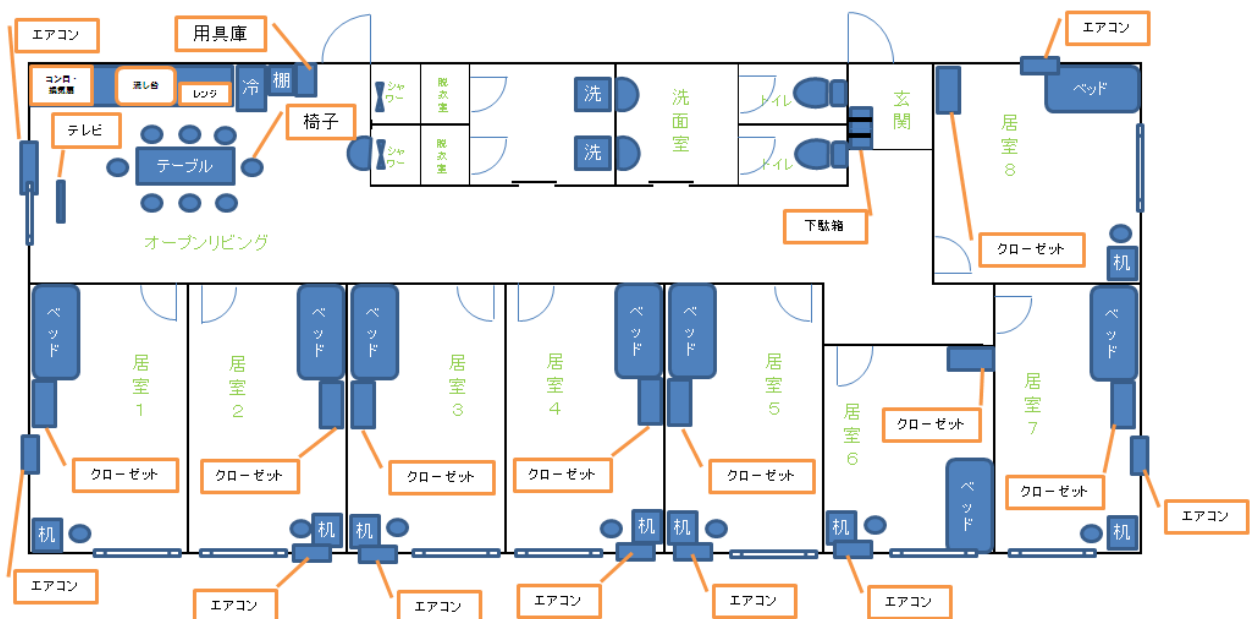 エアコン
用具庫
エアコン
コンロ・
換気扇
流し台
レンジ
冷
棚
シャ
ワー
脱衣室
洗
洗面室
トイレ
玄関
ベッド
テレビ
椅子
居室8
テーブル
シャ
ワー
脱衣室
洗
トイレ
下駄箱
クローゼット
オープンリビング
机
ベッド
居室1
居室2
ベッド
ベッド
居室3
居室4
ベッド
ベッド
居室5
居室6
居室7
ベッド
クローゼット
クローゼット
クローゼット
クローゼット
クローゼット
クローゼット
クローゼット
ベッド
エアコン
机
机
机
机
机
机
机
エアコン
エアコン
エアコン
エアコン
エアコン
エアコン